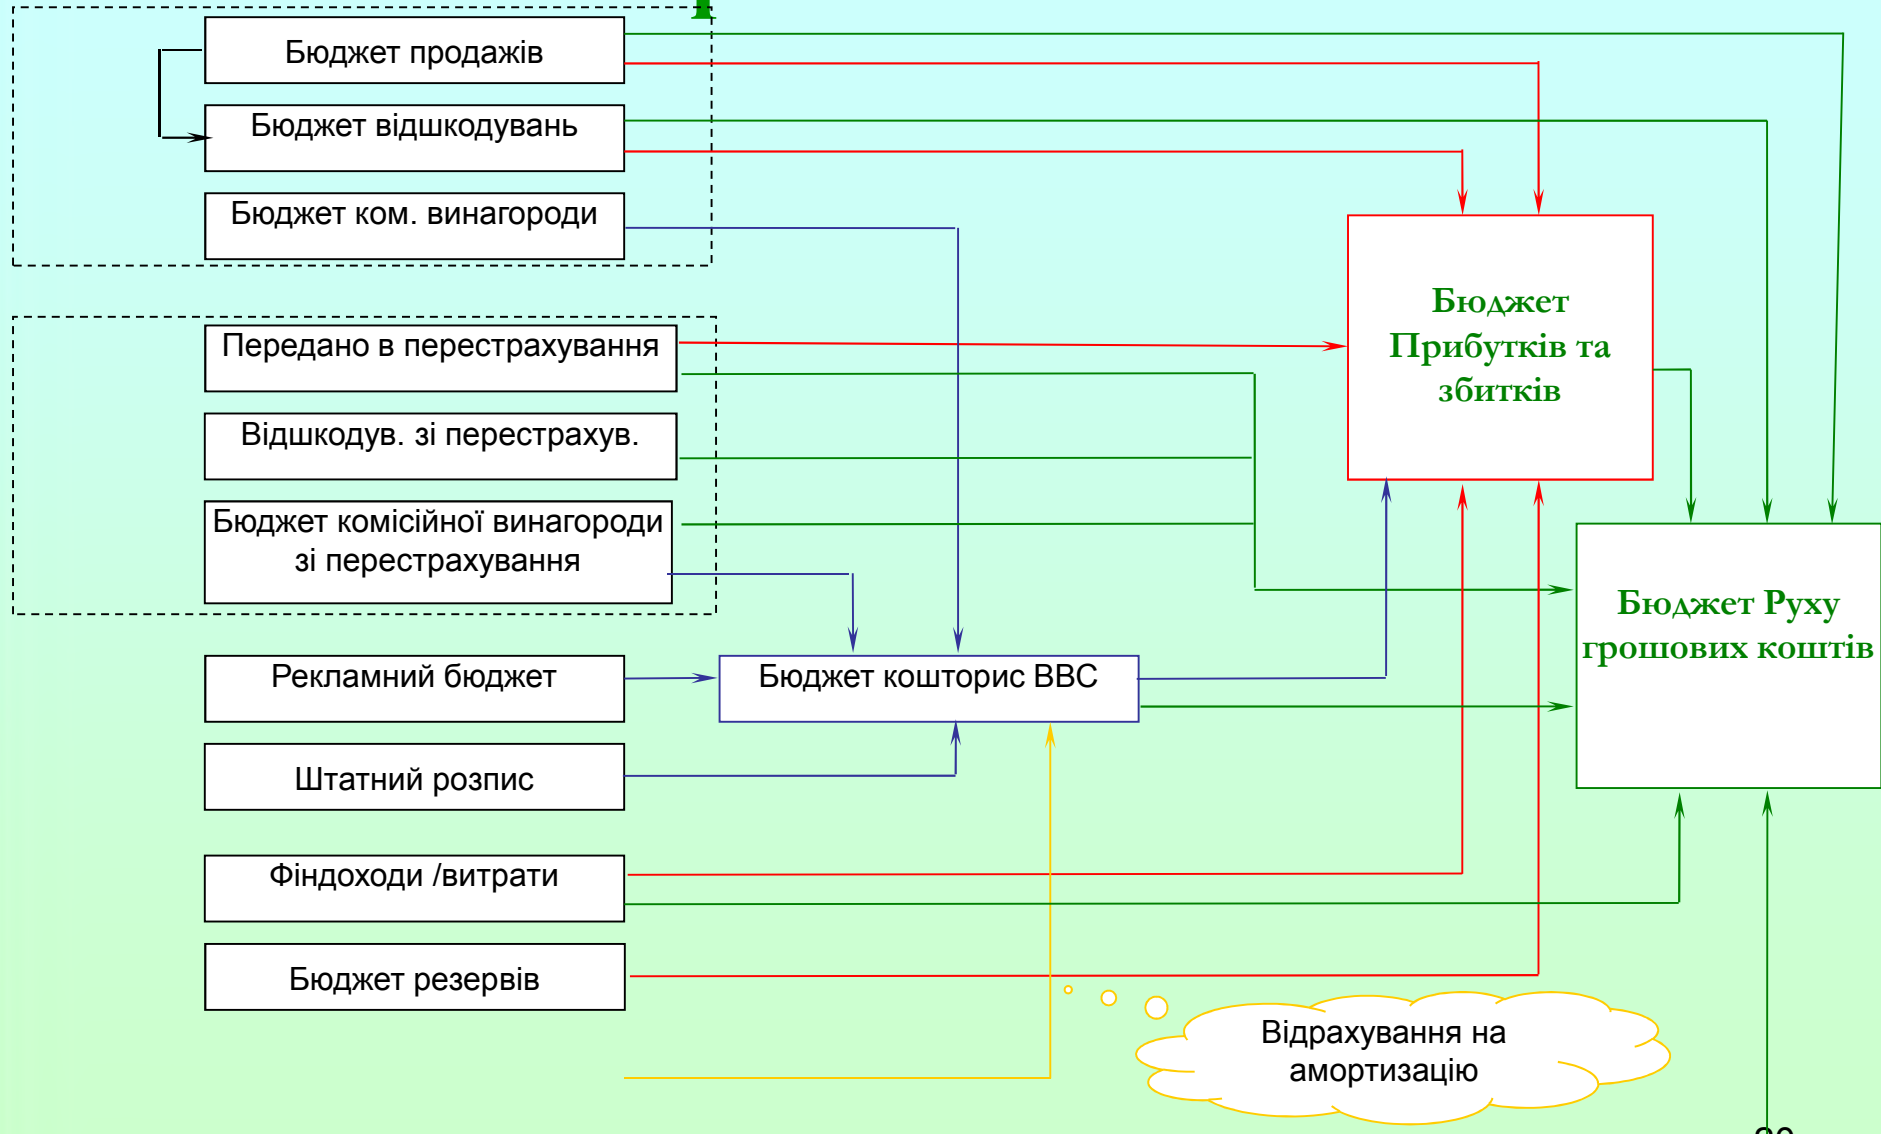 Бюджет продажів
Бюджет відшкодувань
Бюджет ком. винагороди
Бюджет
Прибутків та
збитків
Передано в перестрахування
Відшкодув. зі перестрахув.
Бюджет комісійної винагороди
зі перестрахування
Бюджет Руху
грошових коштів
Рекламний бюджет
Бюджет кошторис ВВС
Штатний розпис
Фіндоходи /витрати
Бюджет резервів
Відрахування на
амортизацію